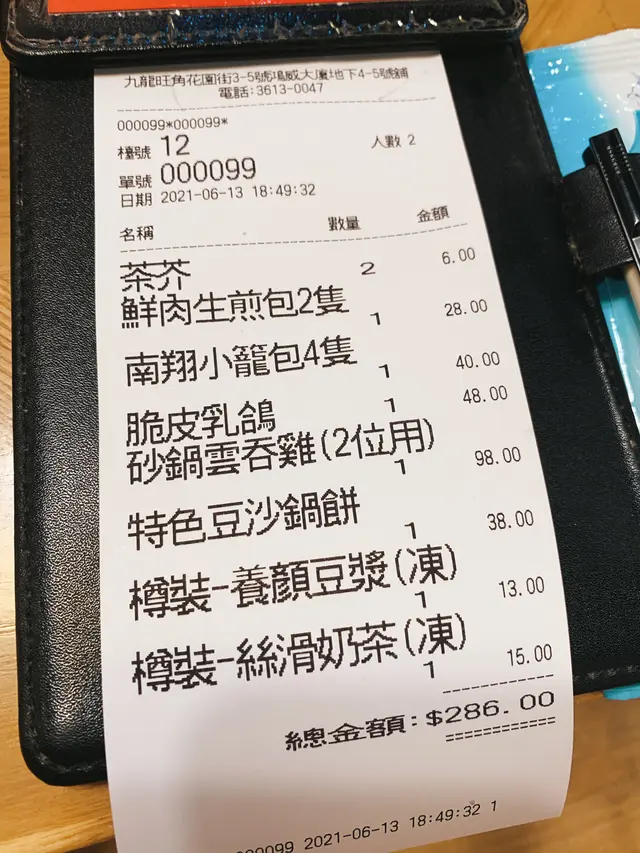 九龍旺角花園街3-5號鴻威大廈地下4-5號舖
電話:3613-0047
000099*000099*
檯號 12 人數 2
單號 000099
日期 2021-06-13 18:49:32
名稱 數量 金額
茶芥 2 6.00
鮮肉生煎包2隻
1 28.00
南翔小籠包4隻
1 40.00
脆皮乳鴿 1 48.00
砂鍋雲吞雞(2位用)
1 98.00
特色豆沙鍋餅
1 38.00
樽裝-養顏豆漿(凍)
1 13.00
樽裝-絲滑奶茶(凍)
1 15.00
總金額:$286.00
000099 2021-06-13 18:49:32 1